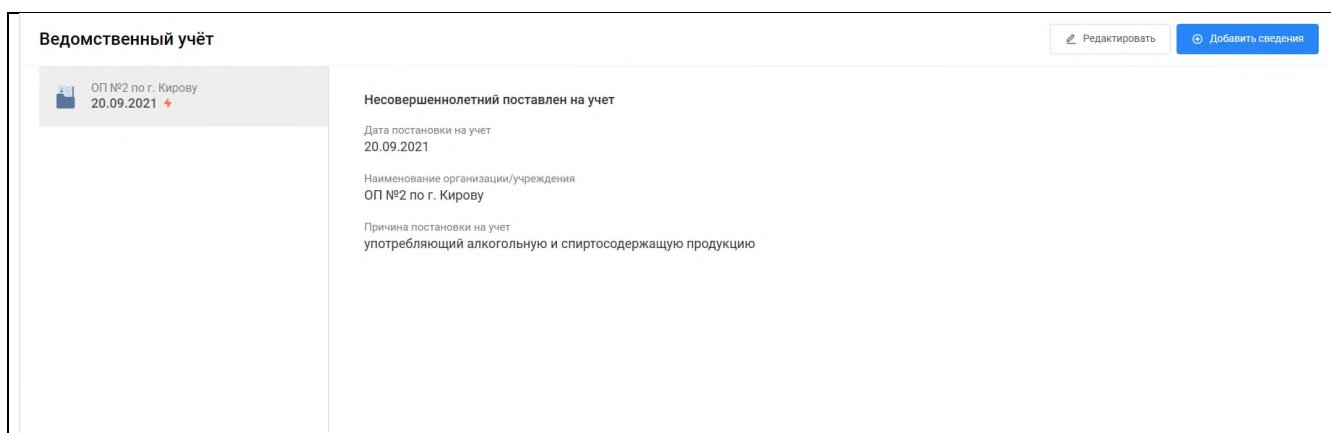 Ведомственный учёт
Редактировать
Добавить сведения
ОП №2 по г. Кирову
20.09.2021
Несовершеннолетний поставлен на учет
Дата постановки на учет
20.09.2021
Наименование организации/учреждения
ОП №2 по г. Кирову
Причина постановки на учет
употребляющий алкогольную и спиртосодержащую продукцию